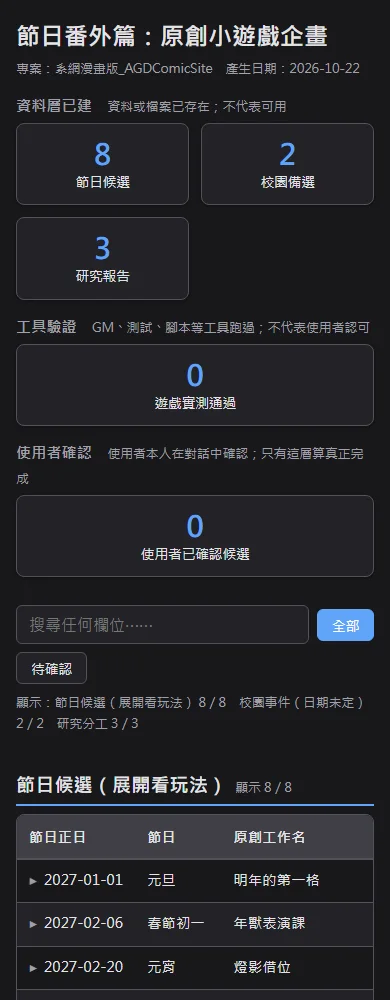 節日番外篇：原創小遊戲企畫
專案：系網漫畫版_AGDComicSite 產生日期：2026-10-22
資料層已建 資料或檔案已存在；不代表可用
8
節日候選
2
校園備選
3
研究報告
工具驗證 GM、測試、腳本等工具跑過；不代表使用者認可
0
遊戲實測通過
使用者確認 使用者本人在對話中確認；只有這層算真正完
成
0
使用者已確認候選
搜尋任何欄位⋯⋯
全部
待確認
顯示：節日候選（展開看玩法） 8 / 8 校園事件（日期未定）
2 / 2 研究分工 3 / 3
節日候選（展開看玩法） 顯示 8 / 8
節日正日 節日 原創工作名
▸ 2027-01-01 元旦 明年的第一格
▸ 2027-02-06 春節初一 年獸表演課
▸ 2027-02-20 元宵 燈影借位